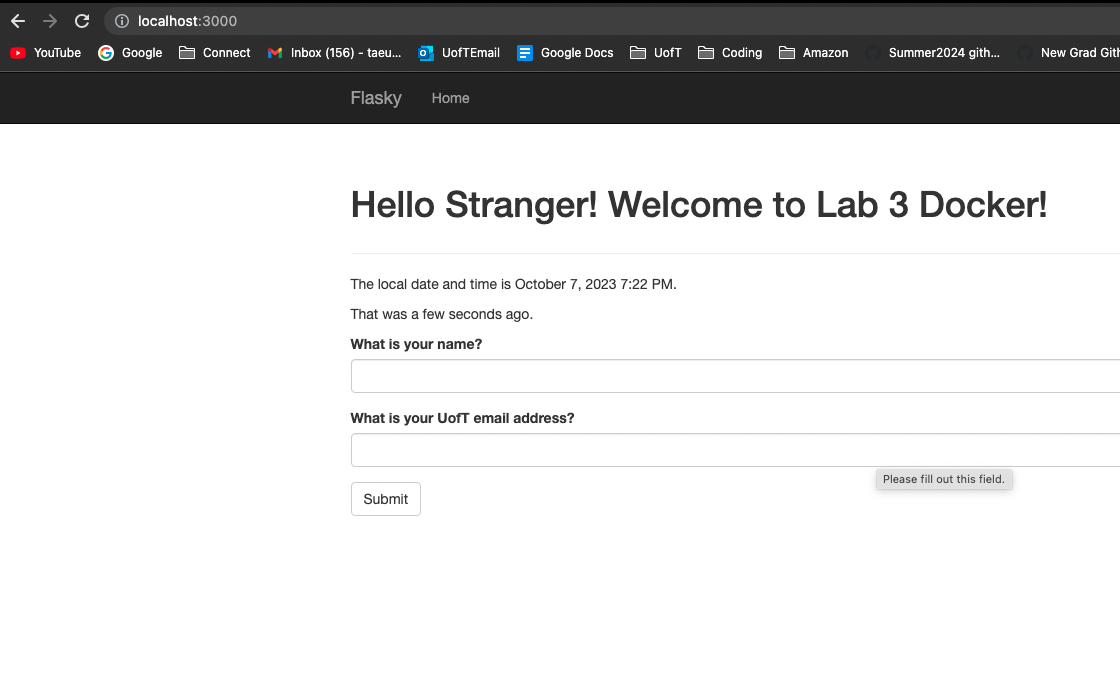 localhost:3000
YouTube Google Connect Inbox (156) – taeu... UofTEmail Google Docs UofT Coding Amazon Summer2024 gith... New Grad Gith
Flasky Home
Hello Stranger! Welcome to Lab 3 Docker!
The local date and time is October 7, 2023 7:22 PM.
That was a few seconds ago.
What is your name?
What is your UofT email address?
Please fill out this field.
Submit